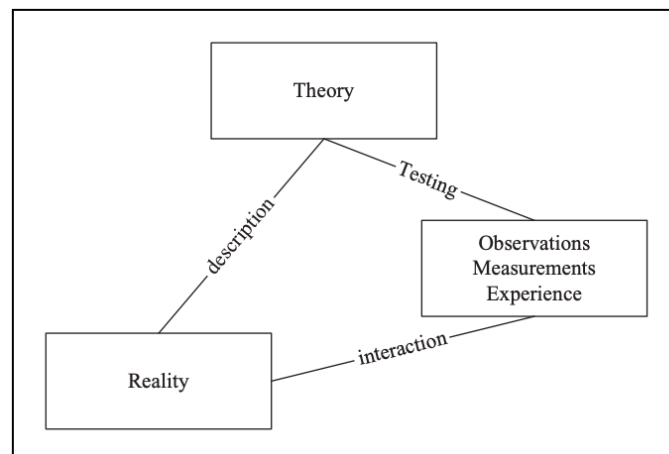 Theory
Testing
description
Observations
Measurements
Experience
interaction
Reality